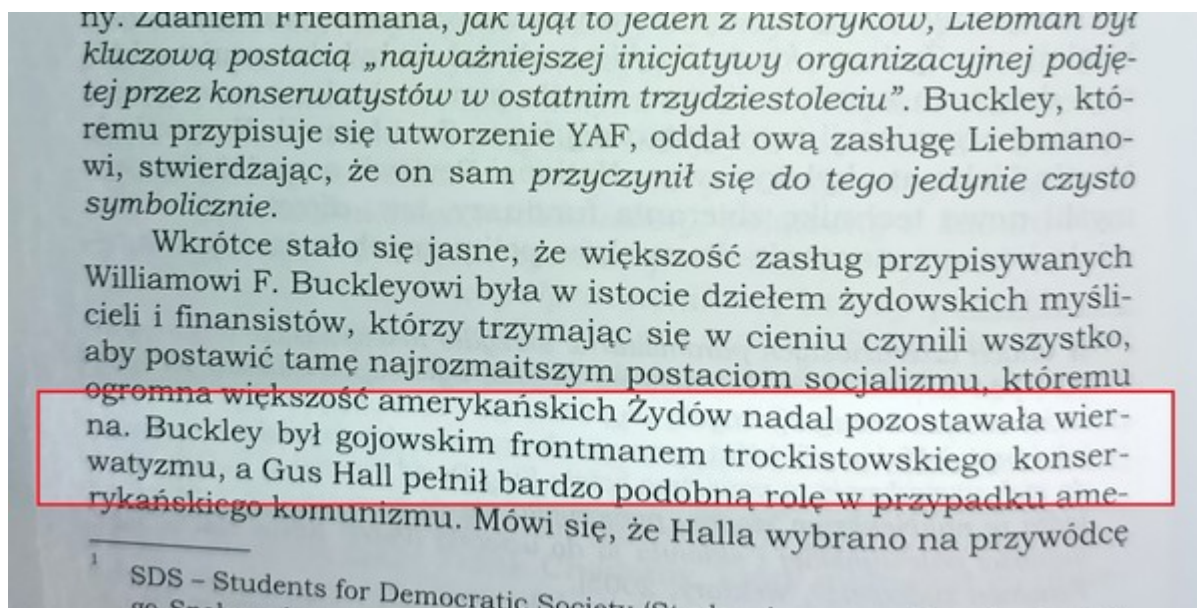 ny. Zdaniem Friedmana, jak ujął to jeden z historyków, Liebman był
kluczową postacią „najważniejszej inicjatywy organizacyjnej podję-
tej przez konserwatystów w ostatnim trzydziestoleciu”. Buckley, któ-
remu przypisuje się utworzenie YAF, oddał ową zasługę Liebmano-
wi, stwierdzając, że on sam przyczynił się do tego jedynie czysto
symbolicznie.
Wkrótce stało się jasne, że większość zasług przypisywanych
Williamowi F. Buckleyowi była w istocie dziełem żydowskich myśli-
cieli i finansistów, którzy trzymając się w cieniu czynili wszystko,
aby postawić tamę najrozmaitszym postaciom socjalizmu, któremu
ogromna większość amerykańskich Żydów nadal pozostawała wier-
na. Buckley był gojowskim frontmanem trockistowskiego konser-
watyzmu, a Gus Hall pełnił bardzo podobną rolę w przypadku ame-
rykańskiego komunizmu. Mówi się, że Halla wybrano na przywódcę
1 SDS – Students for Democratic Society